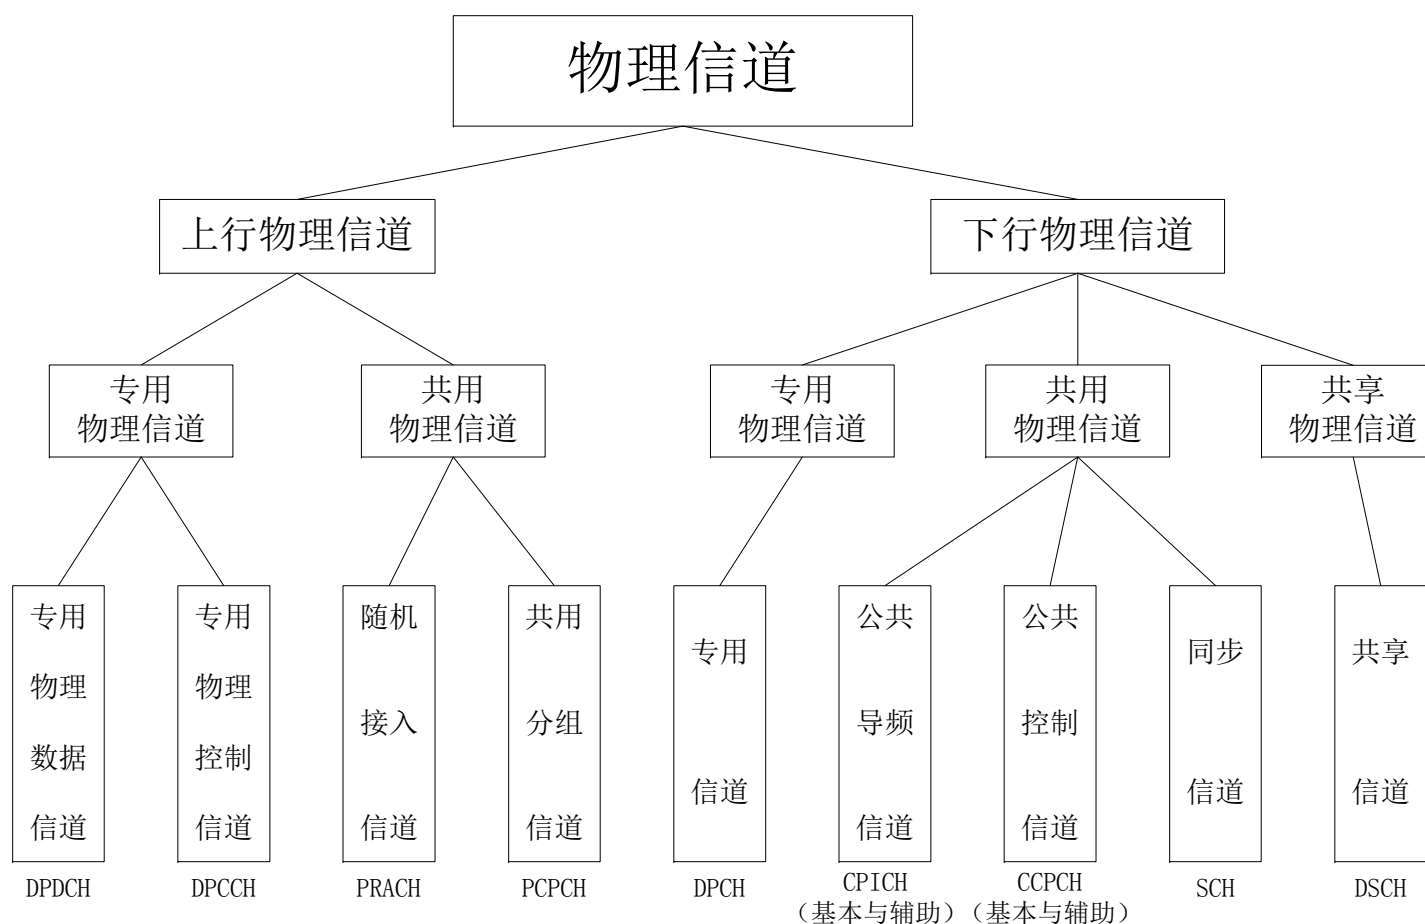 物理信道
上行物理信道
下行物理信道
专用
物理信道
共用
物理信道
专用
物理信道
共用
物理信道
共享
物理信道
专用
物理
数据
信道
专用
物理
控制
信道
随机
接入
信道
共用
分组
信道
专用
信道
公共
导频
信道
公共
控制
信道
同步
信道
共享
信道
DPDCH
DPCCH
PRACH
PCPCH
DPCH
CPICH
（基本与辅助）
CCPCH
（基本与辅助）
SCH
DSCH